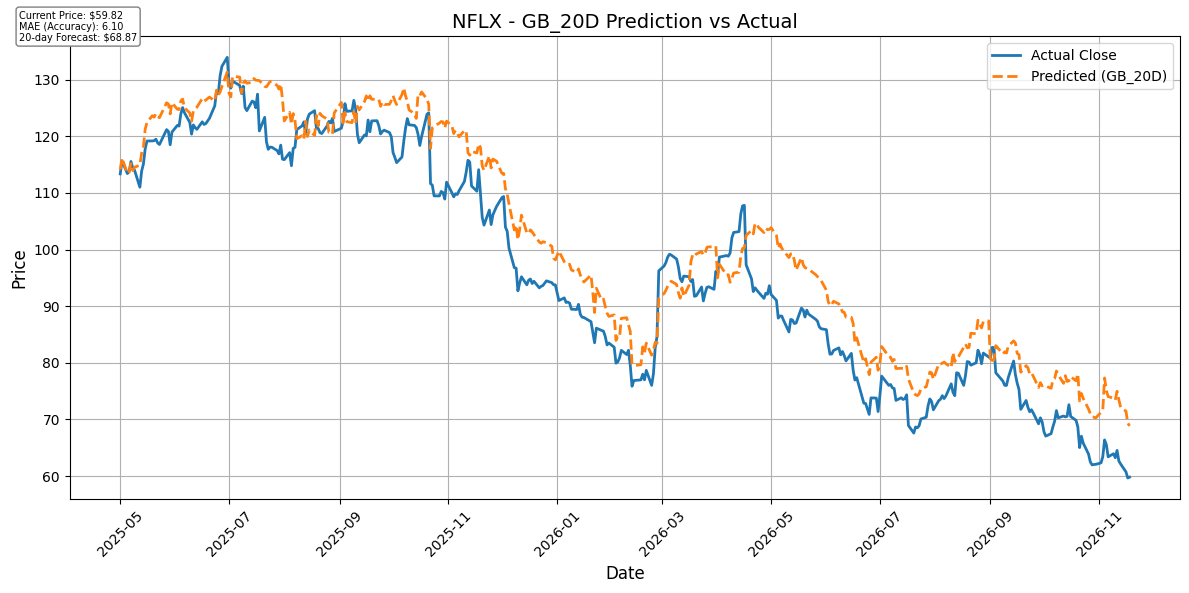 NFLX - GB_20D Prediction vs Actual
Current Price: $59.82
MAE (Accuracy): 6.10
20-day Forecast: $68.87
Actual Close
Predicted (GB_20D)
Price
130
120
110
100
90
80
70
60
2025-05
2025-07
2025-09
2025-11
2026-01
2026-03
2026-05
2026-07
2026-09
2026-11
Date